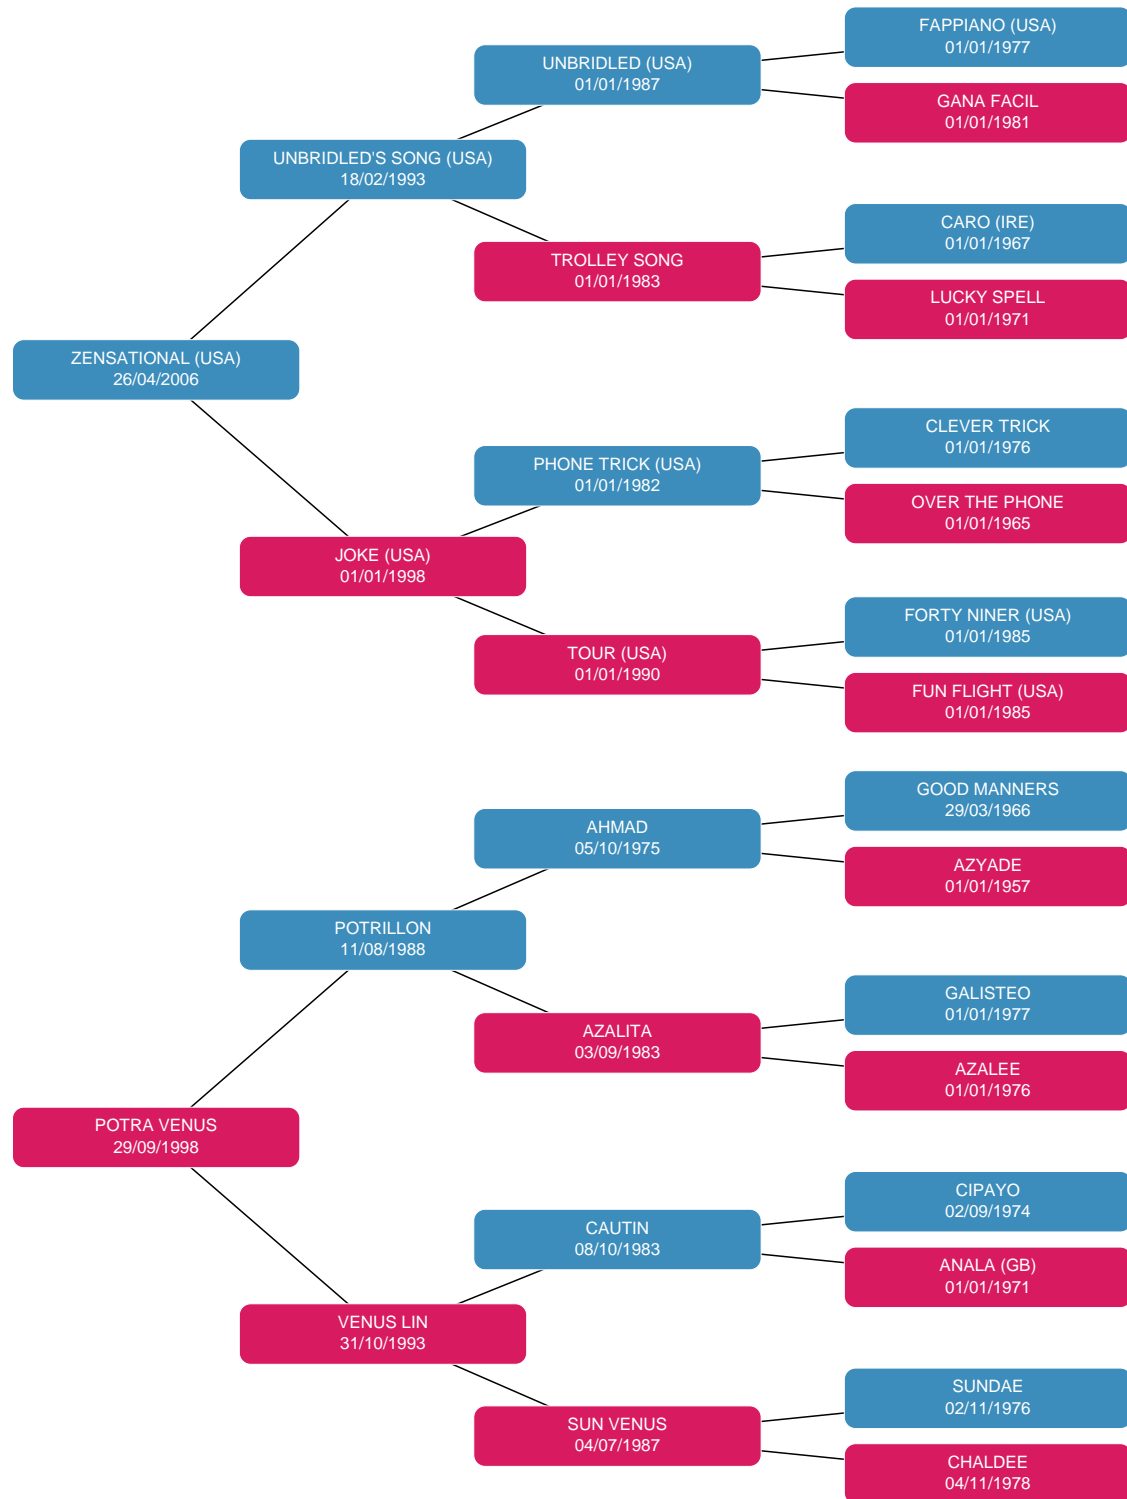 FAPPIANO (USA)
01/01/1977
UNBRIDLED (USA)
01/01/1987
GANA FACIL
01/01/1981
UNBRIDLED'S SONG (USA)
18/02/1993
CARO (IRE)
01/01/1967
TROLLEY SONG
01/01/1983
LUCKY SPELL
01/01/1971
ZENSATIONAL (USA)
26/04/2006
CLEVER TRICK
01/01/1976
PHONE TRICK (USA)
01/01/1982
OVER THE PHONE
01/01/1965
JOKE (USA)
01/01/1998
FORTY NINER (USA)
01/01/1985
TOUR (USA)
01/01/1990
FUN FLIGHT (USA)
01/01/1985
GOOD MANNERS
29/03/1966
AHMAD
05/10/1975
AZYADE
01/01/1957
POTRILLON
11/08/1988
GALISTEO
01/01/1977
AZALITA
03/09/1983
AZALEE
01/01/1976
POTRA VENUS
29/09/1998
CIPAYO
02/09/1974
CAUTIN
08/10/1983
ANALA (GB)
01/01/1971
VENUS LIN
31/10/1993
SUNDAE
02/11/1976
SUN VENUS
04/07/1987
CHALDEE
04/11/1978